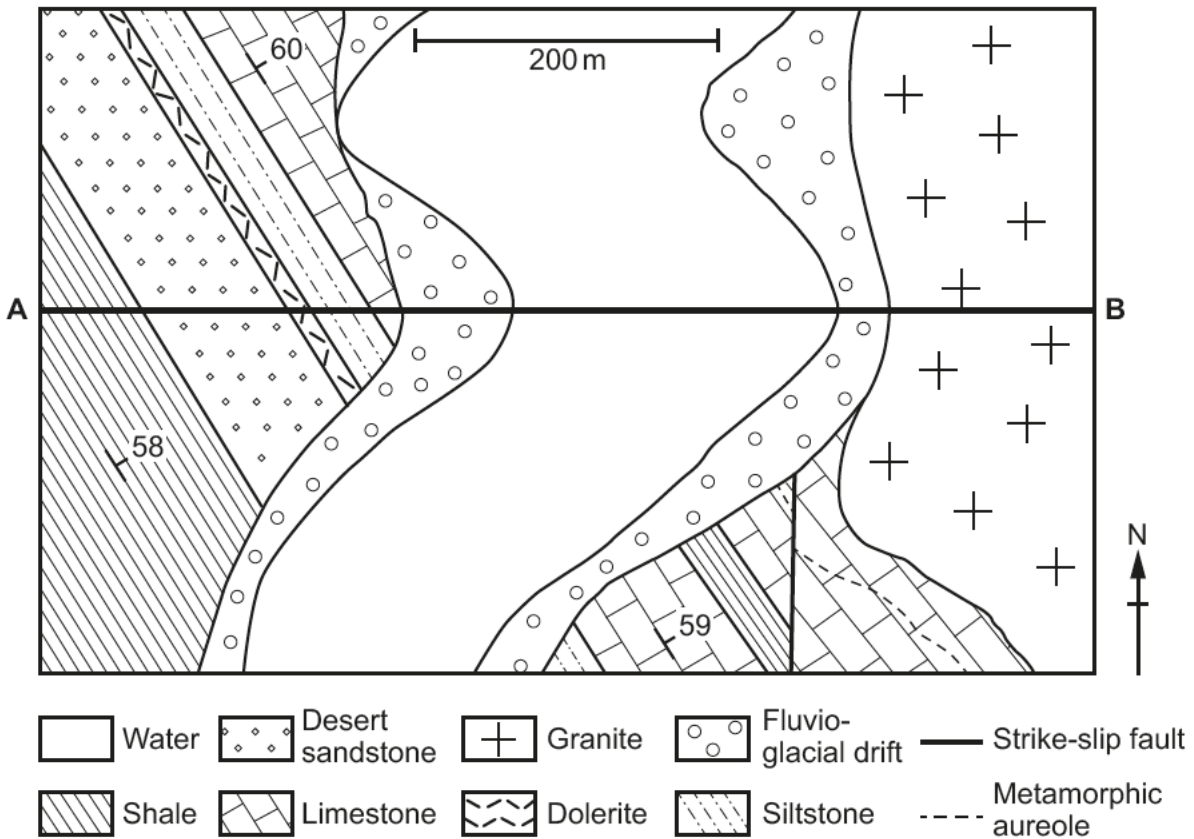 60
200 m
A
B
58
59
N
Water
Desert
sandstone
Granite
Fluvio-
glacial drift
Strike-slip fault
Shale
Limestone
Dolerite
Siltstone
Metamorphic
aureole